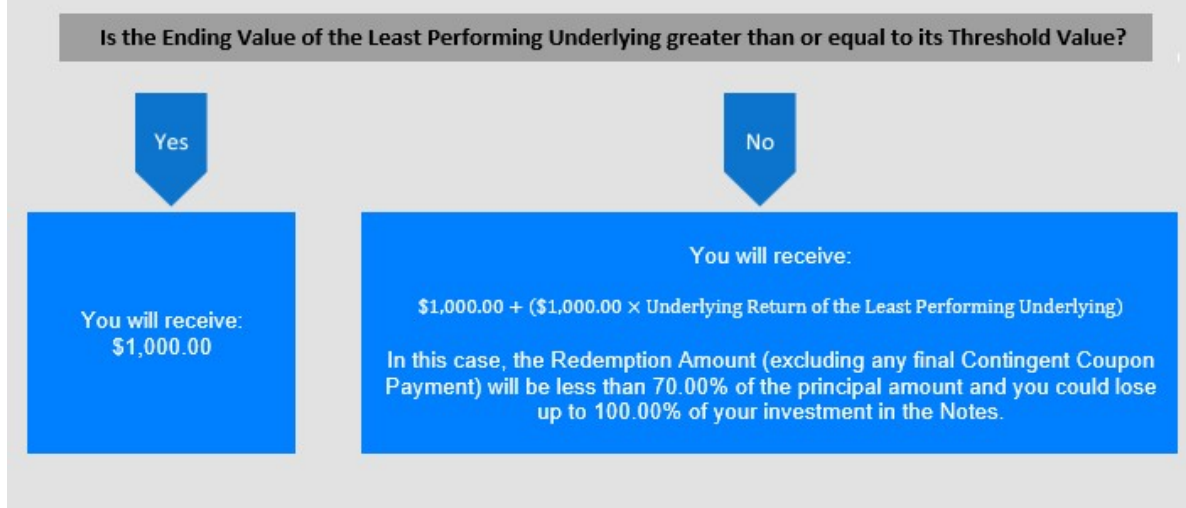 Is the Ending Value of the Least Performing Underlying greater than or equal to its Threshold Value?
Yes
No
You will receive:
$1,000.00
You will receive:
$1,000.00 + ($1,000.00 × Underlying Return of the Least Performing Underlying)
In this case, the Redemption Amount (excluding any final Contingent Coupon
Payment) will be less than 70.00% of the principal amount and you could lose
up to 100.00% of your investment in the Notes.